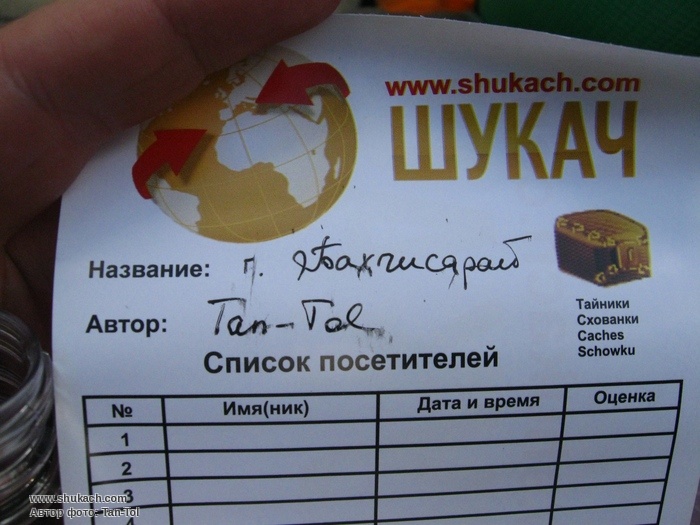 www.shukach.com
ШУКАЧ
Название: г. Бахчисарай
Автор: Tan-Tol
Тайники
Схованки
Caches
Schowku
Список посетителей
№ Имя(ник) Дата и время Оценка
1
2
3
4
www.shukach.com
Автор фото: Tan-Tol